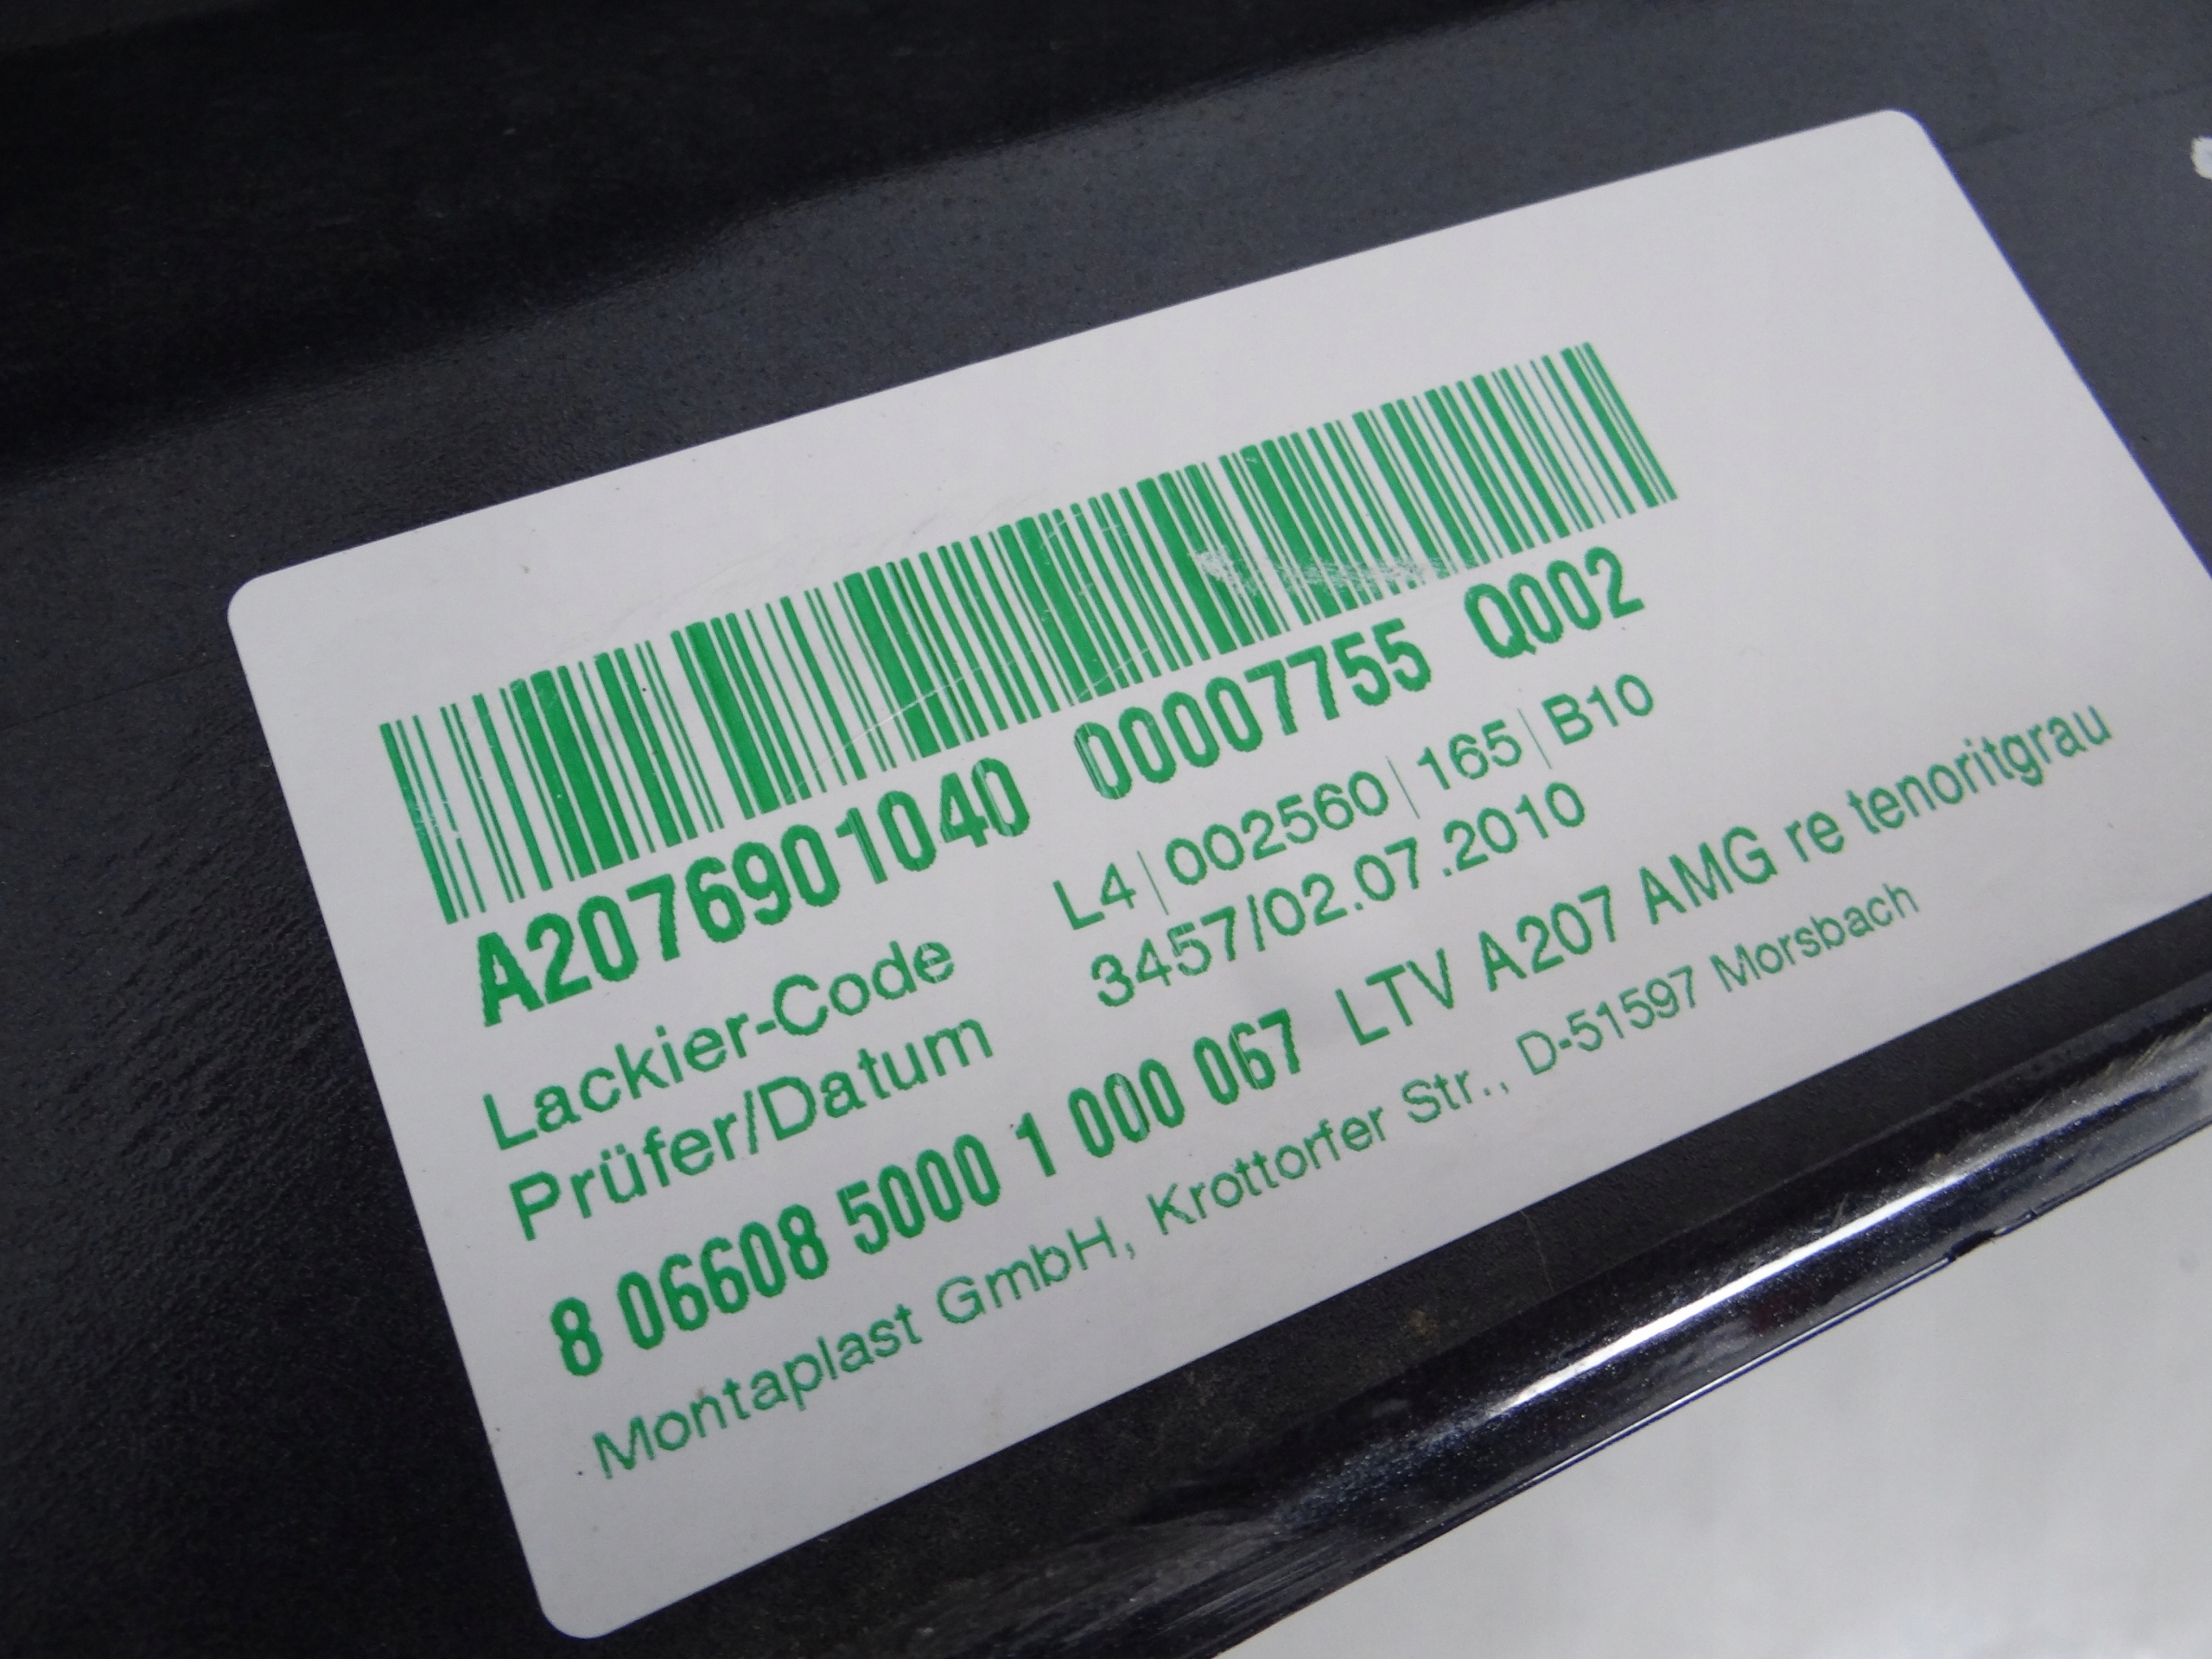 A2076901040 00007755 Q002
Lackier-Code L4|002560|165|B10
Prüfer/Datum 3457/02.07.2010
8 06608 5000 1 000 067 LTV A207 AMG re tenoritgrau
Montaplast GmbH, Krottorfer Str., D-51597 Morsbach